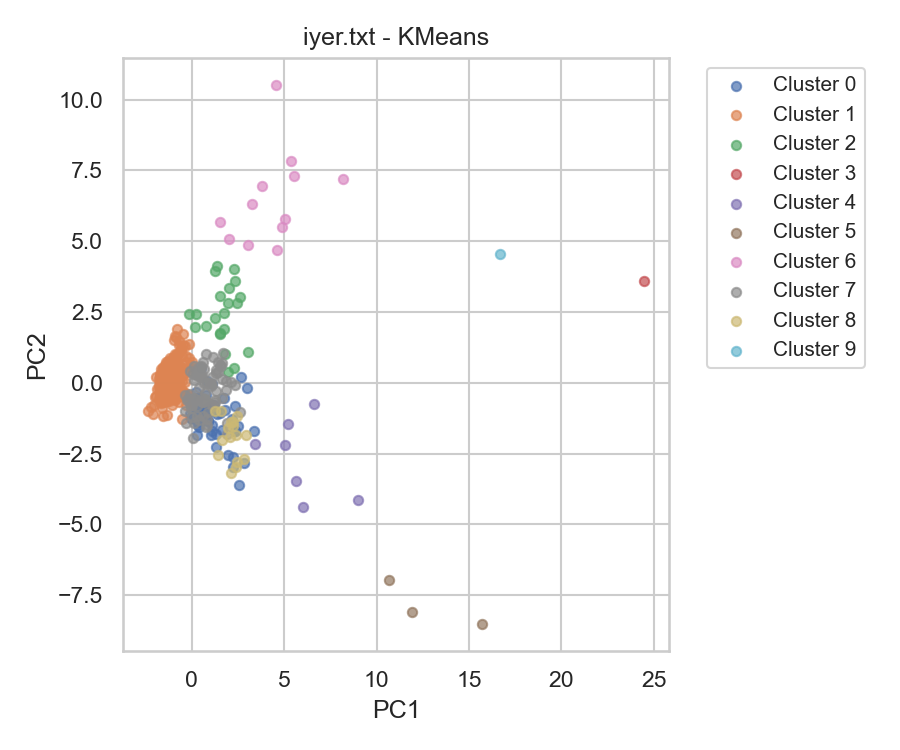 iyer.txt - KMeans
PC2
10.0
7.5
5.0
2.5
0.0
−2.5
−5.0
−7.5
0
5
10
15
20
25
PC1
Cluster 0
Cluster 1
Cluster 2
Cluster 3
Cluster 4
Cluster 5
Cluster 6
Cluster 7
Cluster 8
Cluster 9